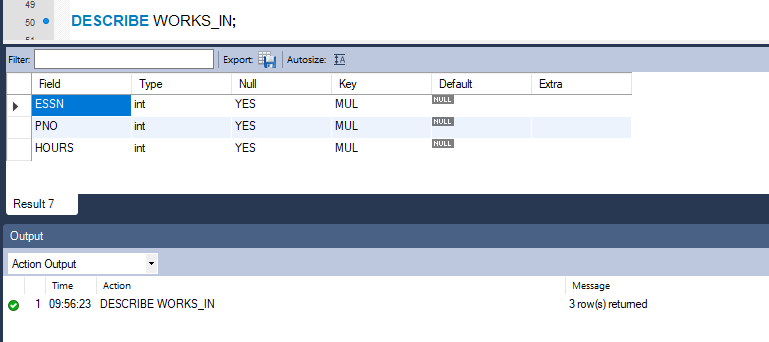 49
50 DESCRIBE WORKS_IN;
Filter: Export: Autosize:
Field Type Null Key Default Extra
ESSN int YES MUL NULL
PNO int YES MUL NULL
HOURS int YES MUL NULL
Result 7
Output
Action Output
Time Action Message
1 09:56:23 DESCRIBE WORKS_IN 3 row(s) returned